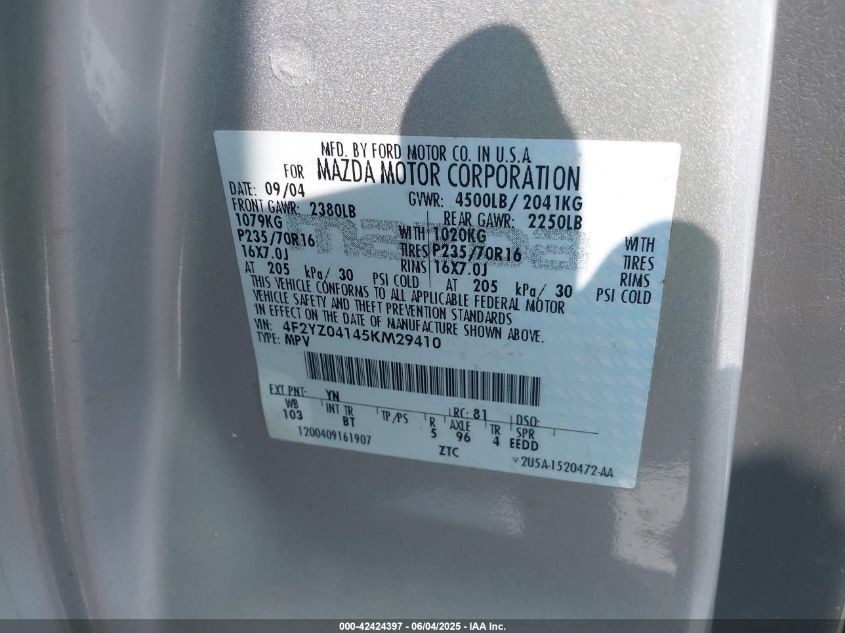 MFD. BY FORD MOTOR CO. IN U.S.A.
FOR MAZDA MOTOR CORPORATION
DATE: 09/04 GVWR: 4500LB/ 2041KG
FRONT GAWR: 2380LB REAR GAWR: 2250LB
1079KG WITH 1020KG WITH
P235/70R16 TIRES P235/70R16 TIRES
16X7.0J RIMS 16X7.0J RIMS
AT 205 kPa/ 30 PSI COLD AT 205 kPa/ 30 PSI COLD
THIS VEHICLE CONFORMS TO ALL APPLICABLE FEDERAL MOTOR
VEHICLE SAFETY AND THEFT PREVENTION STANDARDS
IN EFFECT ON THE DATE OF MANUFACTURE SHOWN ABOVE.
VIN: 4F2YZ04145KM29410
TYPE: MPV
EXT PNT: YN RC: 81 DSO:
WB INT TR TP/PS R AXLE TR SPR
103 BT 5 96 4 EEDD
1200409161907 ZTC 2U5A-1520472-AA
000-42424397 - 06/04/2025 - IAA Inc.